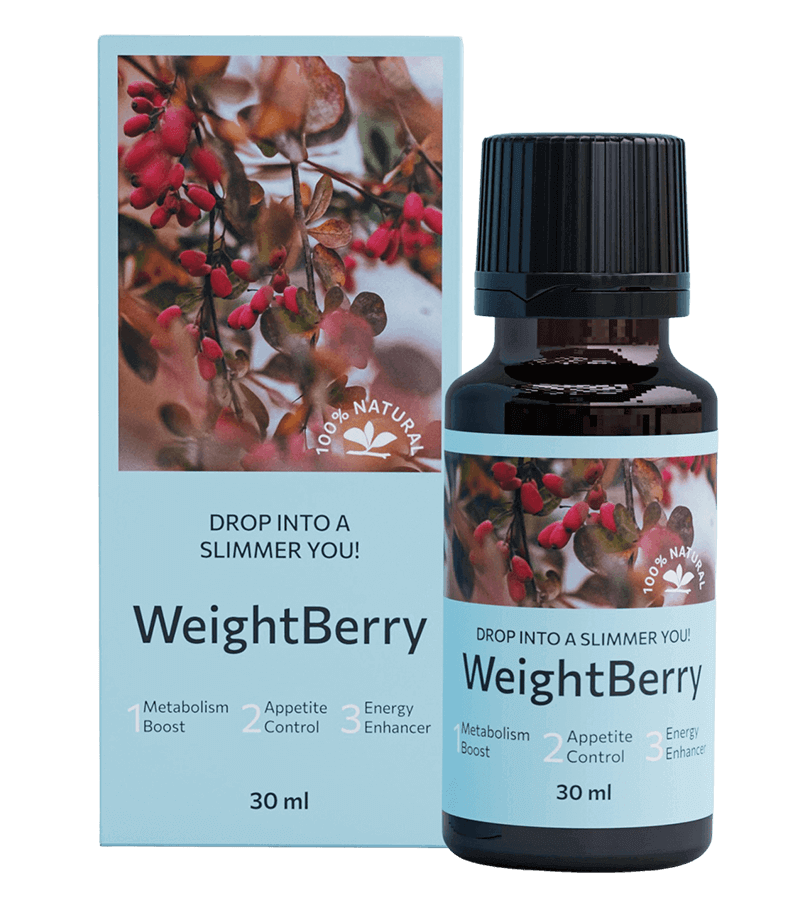 100% NATURAL
DROP INTO A
SLIMMER YOU!
WeightBerry
1 Metabolism
Boost
2 Appetite
Control
3 Energy
Enhancer
30 ml
100% NATURAL
DROP INTO A SLIMMER YOU!
WeightBerry
1 Metabolism
Boost
2 Appetite
Control
3 Energy
Enhancer
30 ml